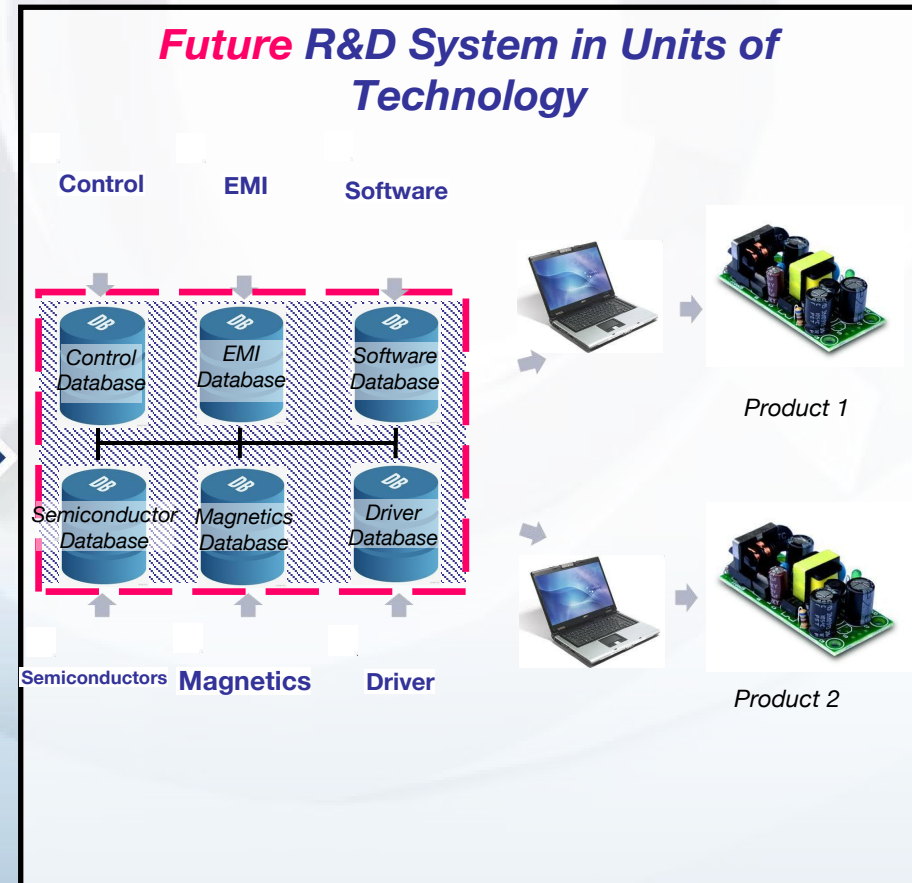 Future R&D System in Units of
Technology
Control
EMI
Software
DB
DB
DB
Control
Database
EMI
Database
Software
Database
DB
DB
DB
Semiconductor
Database
Magnetics
Database
Driver
Database
Semiconductors
Magnetics
Driver
Product 1
Product 2